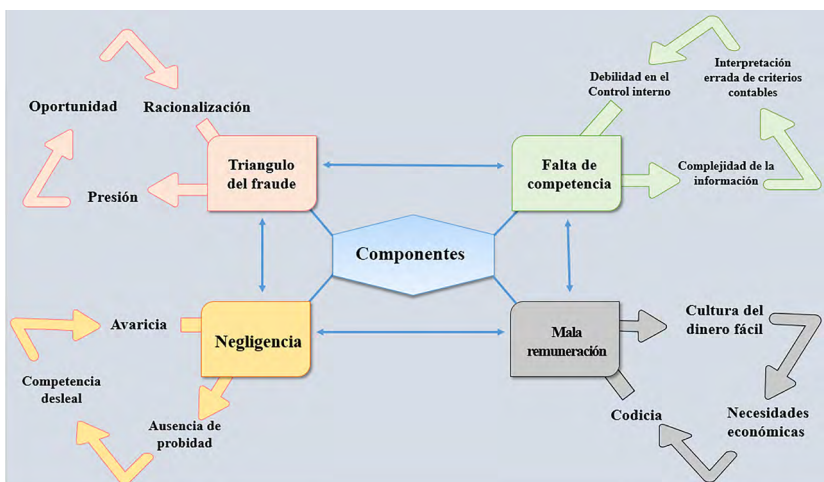 Oportunidad
Racionalización
Presión
Triangulo
del fraude
Debilidad en el
Control interno
Interpretación
errada de criterios
contables
Falta de
competencia
Complejidad de la
información
Componentes
Avaricia
Negligencia
Competencia
desleal
Ausencia de
probidad
Mala
remuneración
Cultura del
dinero fácil
Codicia
Necesidades
económicas